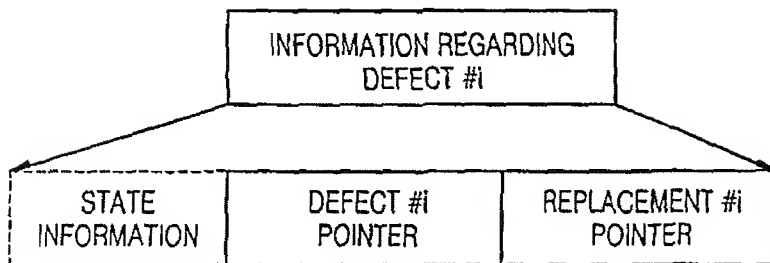 INFORMATION REGARDING
DEFECT #i
STATE
INFORMATION
DEFECT #i
POINTER
REPLACEMENT #i
POINTER